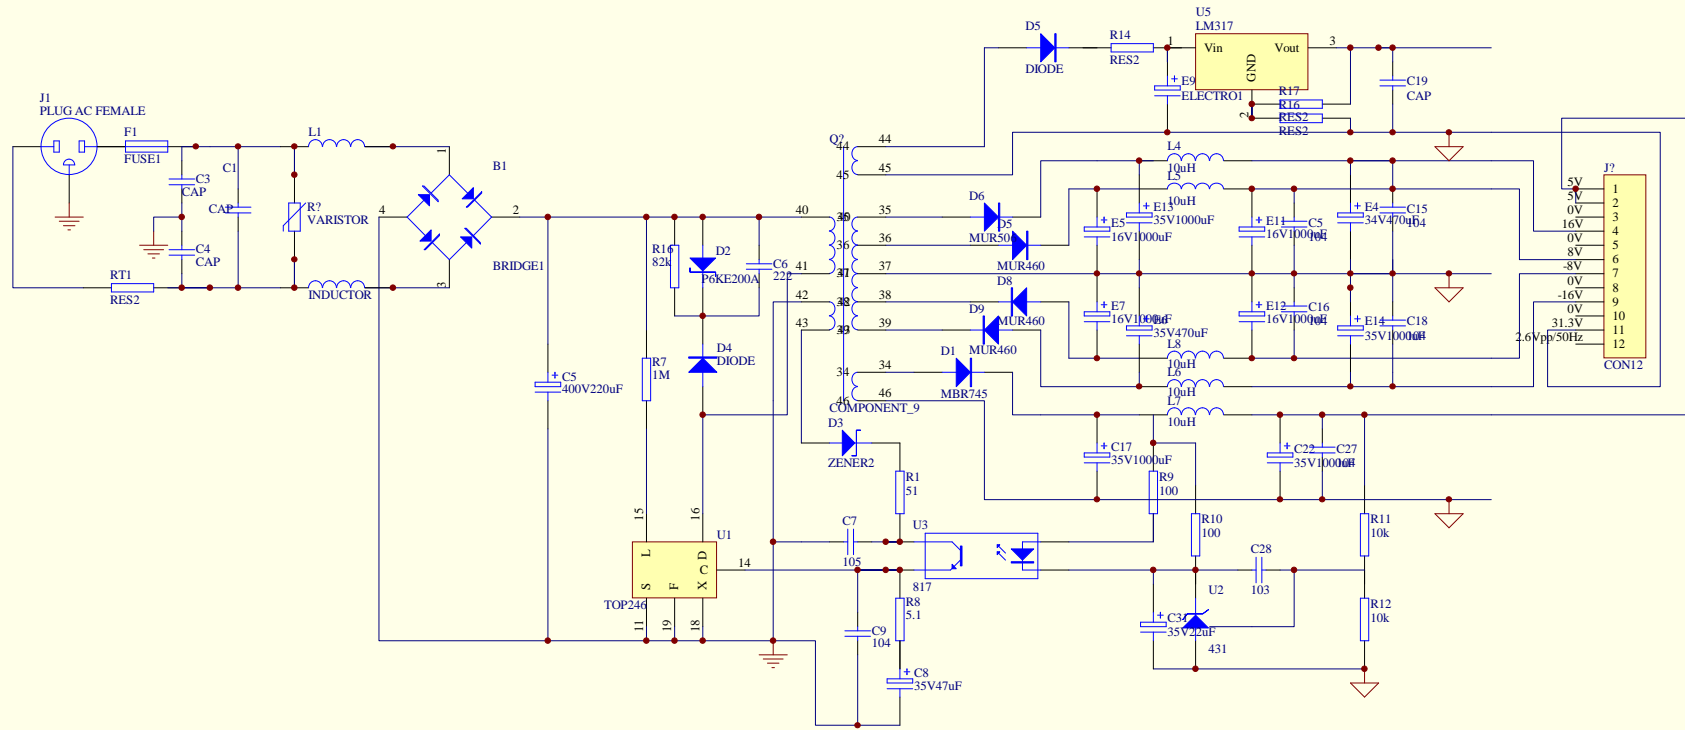 J1
PLUG AC FEMALE
F1
FUSE1
C3
CAP
C1
CAP
C4
CAP
RT1
RES2
L1
R?
VARISTOR
INDUCTOR
B1
1
4
2
3
BRIDGE1
C5
400V220uF
R16
82k
D2
P6KE200A
C6
222
R7
1M
D4
DIODE
15
16
U1
L
D
C
S
F
X
14
TOP246
11
19
18
Q?
44
44
45
45
40
35
36
36
41
37
42
38
43
39
34
34
46
46
COMPONENT_9
D3
ZENER2
R1
51
C7
105
U3
817
R8
5.1
C9
104
C8
35V47uF
D5
DIODE
R14
RES2
1
U5
LM317
Vin
Vout
GND
3
2
E9
ELECTRO1
R17
R16
RES2
RES2
C19
CAP
D6
D5
MUR460
D8
D9
MUR460
MUR460
D1
MBR745
L4
10uH
L5
10uH
E13
35V1000uF
E5
16V1000uF
E11
16V1000uF
C5
104
E4
34V470uF
C15
104
E7
16V1000uF
E6
35V470uF
E12
16V1000uF
C16
104
E14
35V1000uF
C18
104
L8
10uH
L6
10uH
L7
10uH
C17
35V1000uF
R9
100
C22
35V1000uF
C27
104
R10
100
C28
103
R11
10k
R12
10k
U2
431
C31
35V22uF
J?
5V
5V
0V
16V
0V
8V
-8V
0V
-16V
0V
31.3V
2.6Vpp/50Hz
1
2
3
4
5
6
7
8
9
10
11
12
CON12